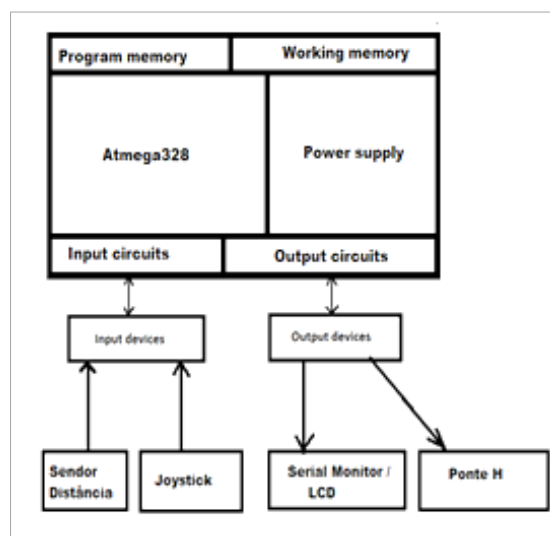 Program memory
Working memory
Atmega328
Power supply
Input circuits
Output circuits
Input devices
Output devices
Sendor
Distância
Joystick
Serial Monitor /
LCD
Ponte H